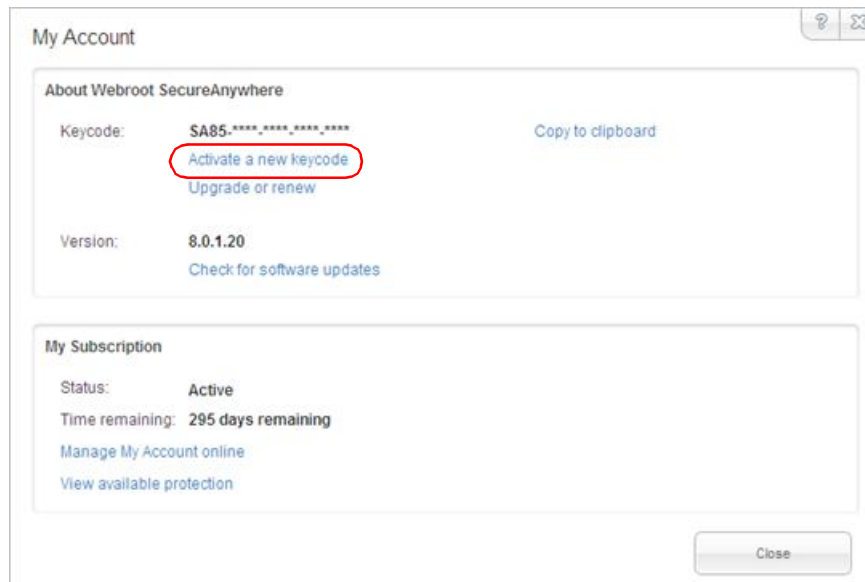 My Account
?
About Webroot SecureAnywhere
Keycode: SA85-****-****-****-**** Copy to clipboard
Activate a new keycode
Upgrade or renew
Version: 8.0.1.20
Check for software updates
My Subscription
Status: Active
Time remaining: 295 days remaining
Manage My Account online
View available protection
Close